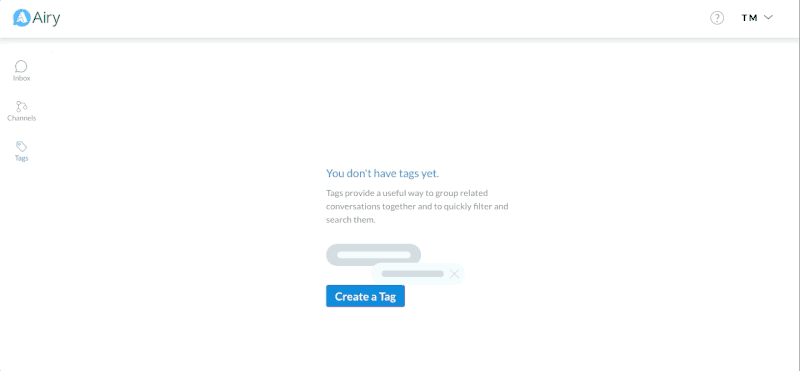 Airy
?
TM
Inbox
Channels
Tags
You don't have tags yet.
Tags provide a useful way to group related
conversations together and to quickly filter and
search them.
Create a Tag